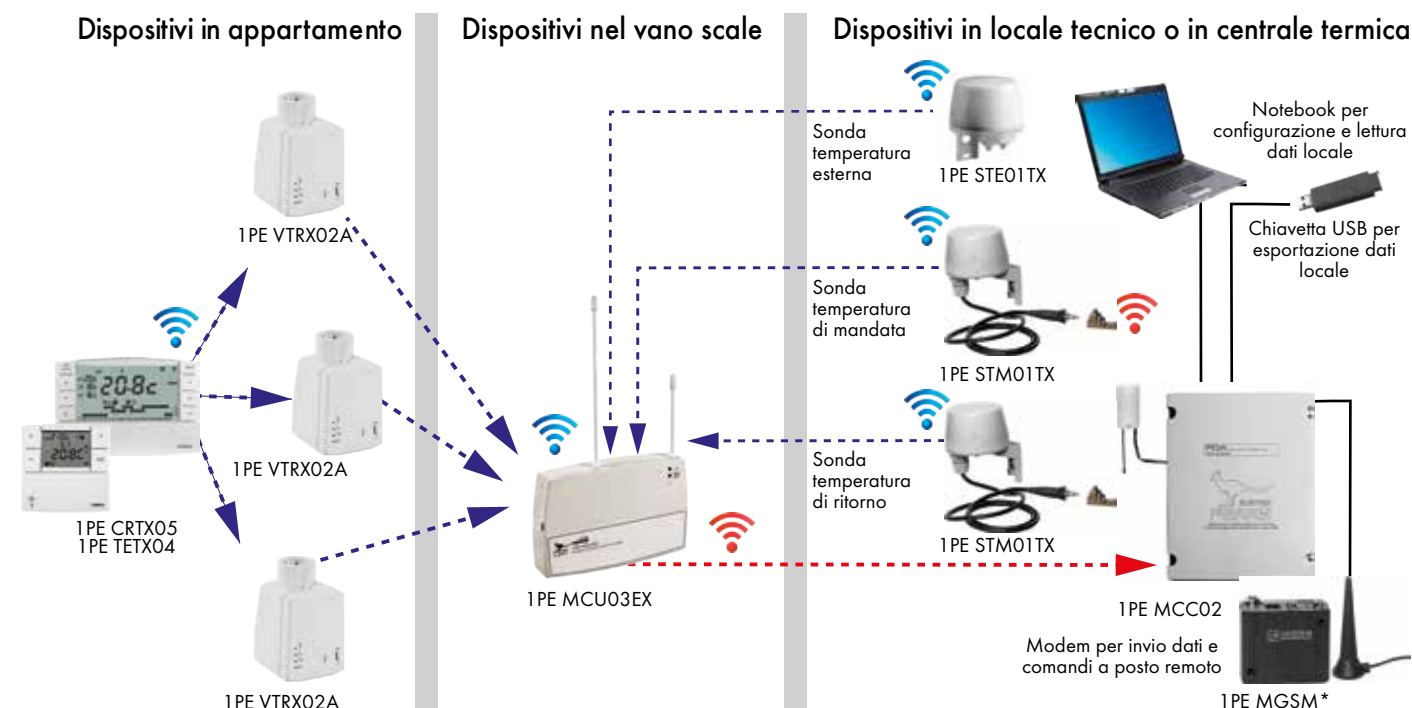 Dispositivi in appartamento
Dispositivi nel vano scale
Dispositivi in locale tecnico o in centrale termica
1PE VTRX02A
1PE VTRX02A
1PE VTRX02A
20.8c
208c
1PE CRTX05
1PE TETX04
1PE MCU03EX
Sonda
temperatura
esterna
1PE STE01TX
Sonda
temperatura
di mandata
1PE STM01TX
Sonda
temperatura
di ritorno
1PE STM01TX
Notebook per
configurazione e lettura
dati locale
Chiavetta USB per
esportazione dati
locale
1PE MCC02
Modem per invio dati e
comandi a posto remoto
1PE MGSM*